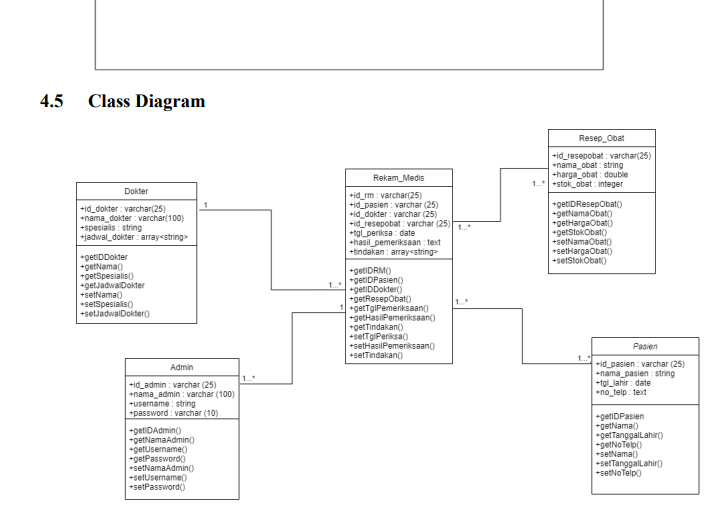 4.5 Class Diagram
Resep_Obat
+id_resepobat : varchar(25)
+nama_obat : string
+harga_obat : double
+stok_obat : integer
+getIDResepObat()
+getNamaObat()
+getHargaObat()
+getStokObat()
+setNamaObat()
+setHargaObat()
+setStokObat()
1...*
Rekam_Medis
+id_rm : varchar(25)
+id_pasien : varchar (25)
+id_dokter : varchar (25)
+id_resepobat : varchar (25)
+tgl_periksa : date
+hasil_pemeriksaan : text
+tindakan : array<string>
+getIDRM()
+getIDPasien()
+getIDDokter()
+getResepObat()
+getTglPemeriksaan()
+getHasilPemeriksaan()
+getTindakan()
+setTglPeriksa()
+setHasilPemeriksaan()
+setTindakan()
1...*
1...*
1
1...*
Dokter
+id_dokter : varchar(25)
+nama_dokter : varchar(100)
+spesialis : string
+jadwal_dokter : array<string>
+getIDDokter
+getNama()
+getSpesialis()
+getJadwalDokter
+setNama()
+setSpesialis()
+setJadwalDokter()
1
Admin
+id_admin : varchar (25)
+nama_admin : varchar (100)
+username : string
+password : varchar (10)
+getIDAdmin()
+getNamaAdmin()
+getUsername()
+getPassword()
+setNamaAdmin()
+setUsername()
+setPassword()
1...*
Pasien
+id_pasien : varchar (25)
+nama_pasien : string
+tgl_lahir : date
+no_telp : text
+getIDPasien
+getNama()
+getTanggalLahir()
+getNoTelp()
+setNama()
+setTanggalLahir()
+setNoTelp()
1...*